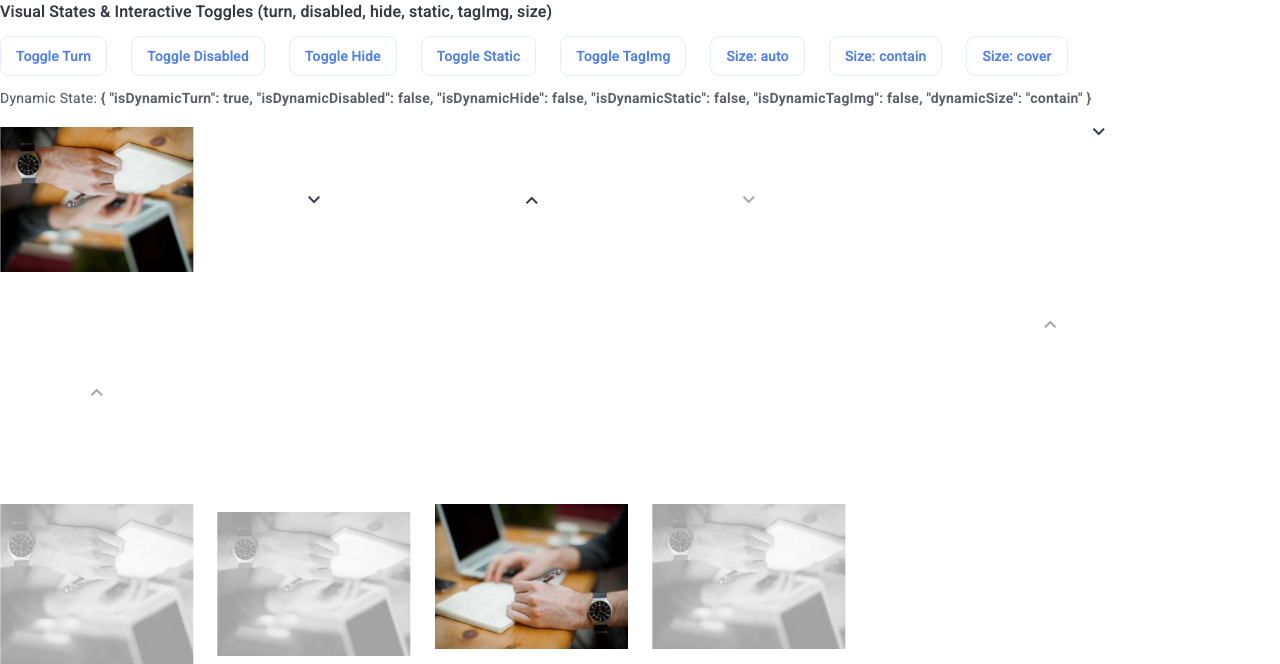 Visual States & Interactive Toggles (turn, disabled, hide, static, tagImg, size)
Toggle Turn
Toggle Disabled
Toggle Hide
Toggle Static
Toggle TagImg
Size: auto
Size: contain
Size: cover
Dynamic State: { "isDynamicTurn": true, "isDynamicDisabled": false, "isDynamicHide": false, "isDynamicStatic": false, "isDynamicTagImg": false, "dynamicSize": "contain" }